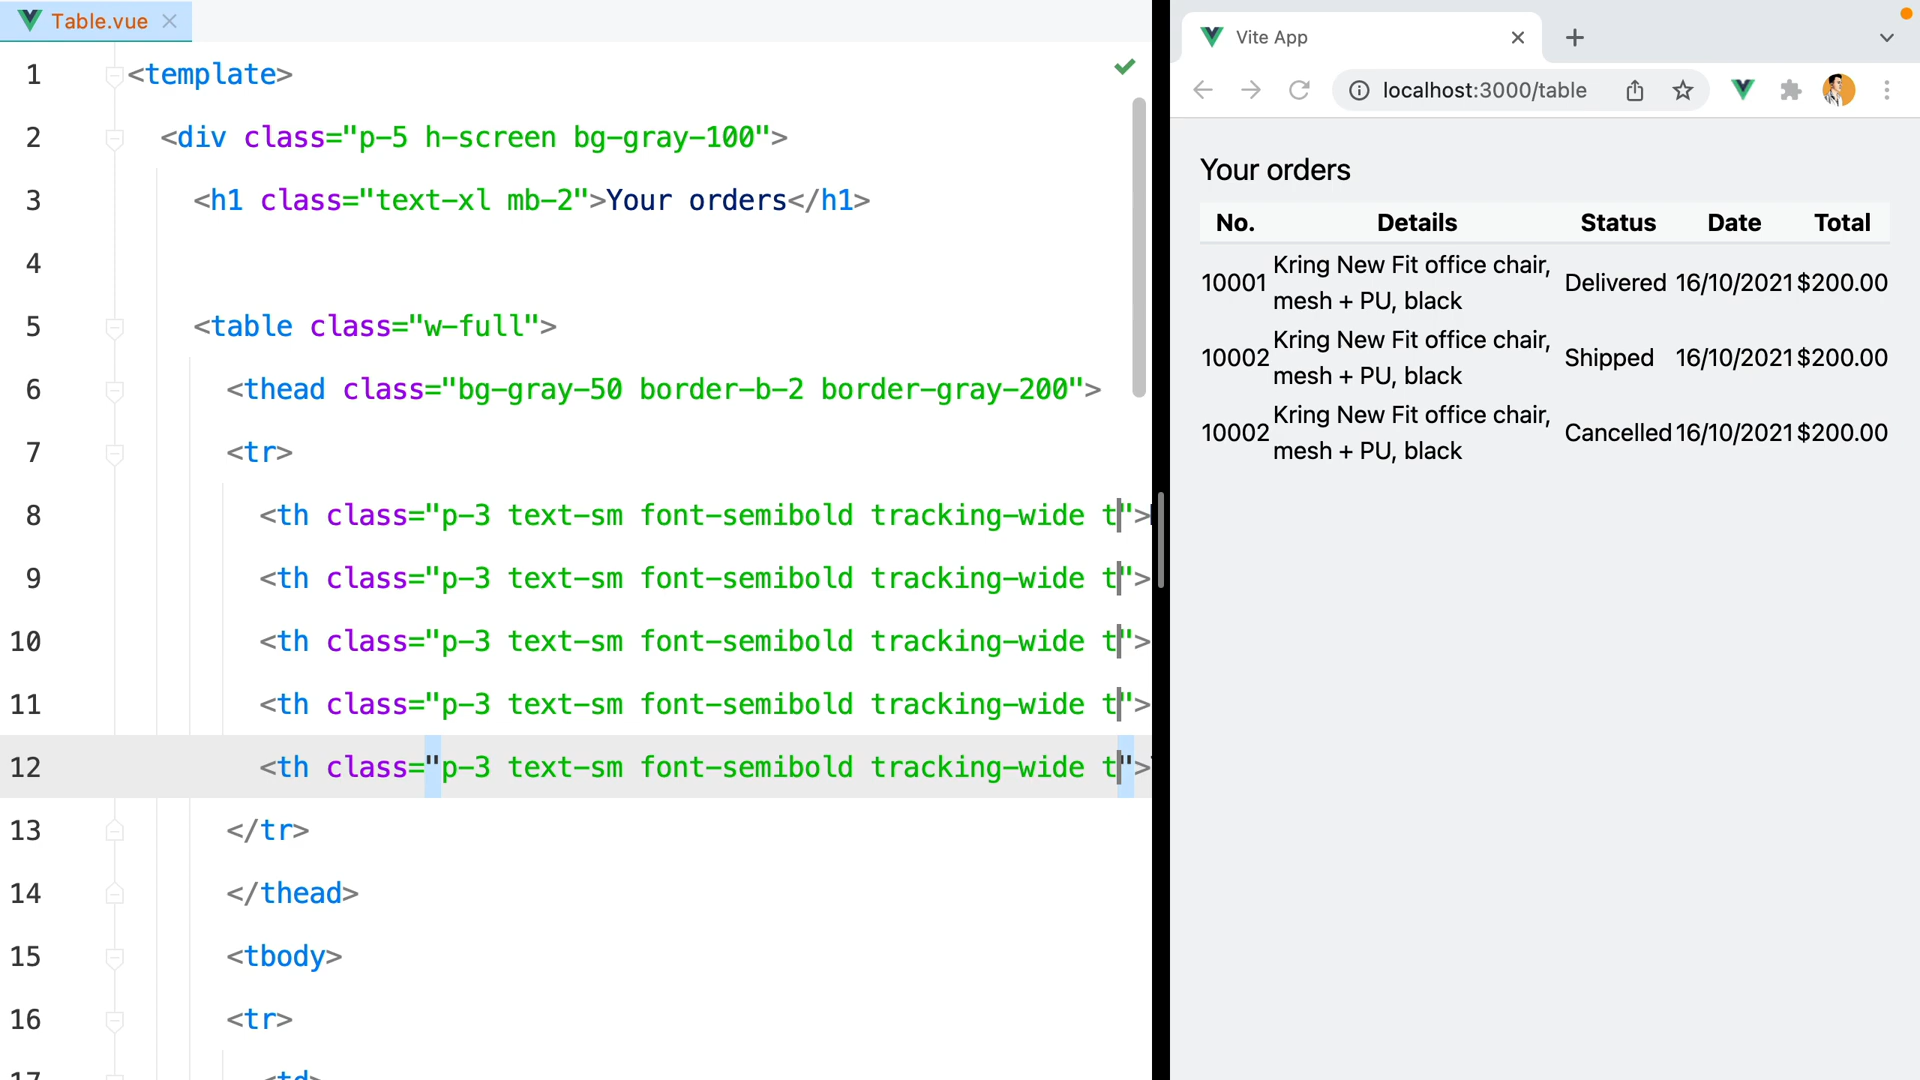 Table.vue
1 <template>
2 <div class="p-5 h-screen bg-gray-100">
3 <h1 class="text-xl mb-2">Your orders</h1>
4
5 <table class="w-full">
6 <thead class="bg-gray-50 border-b-2 border-gray-200">
7 <tr>
8 <th class="p-3 text-sm font-semibold tracking-wide t">
9 <th class="p-3 text-sm font-semibold tracking-wide t">
10 <th class="p-3 text-sm font-semibold tracking-wide t">
11 <th class="p-3 text-sm font-semibold tracking-wide t">
12 <th class="p-3 text-sm font-semibold tracking-wide t">
13 </tr>
14 </thead>
15 <tbody>
16 <tr>
17 <td>
Vite App
localhost:3000/table
Your orders
No. Details Status Date Total
10001 Kring New Fit office chair, mesh + PU, black Delivered 16/10/2021 $200.00
10002 Kring New Fit office chair, mesh + PU, black Shipped 16/10/2021 $200.00
10002 Kring New Fit office chair, mesh + PU, black Cancelled 16/10/2021 $200.00